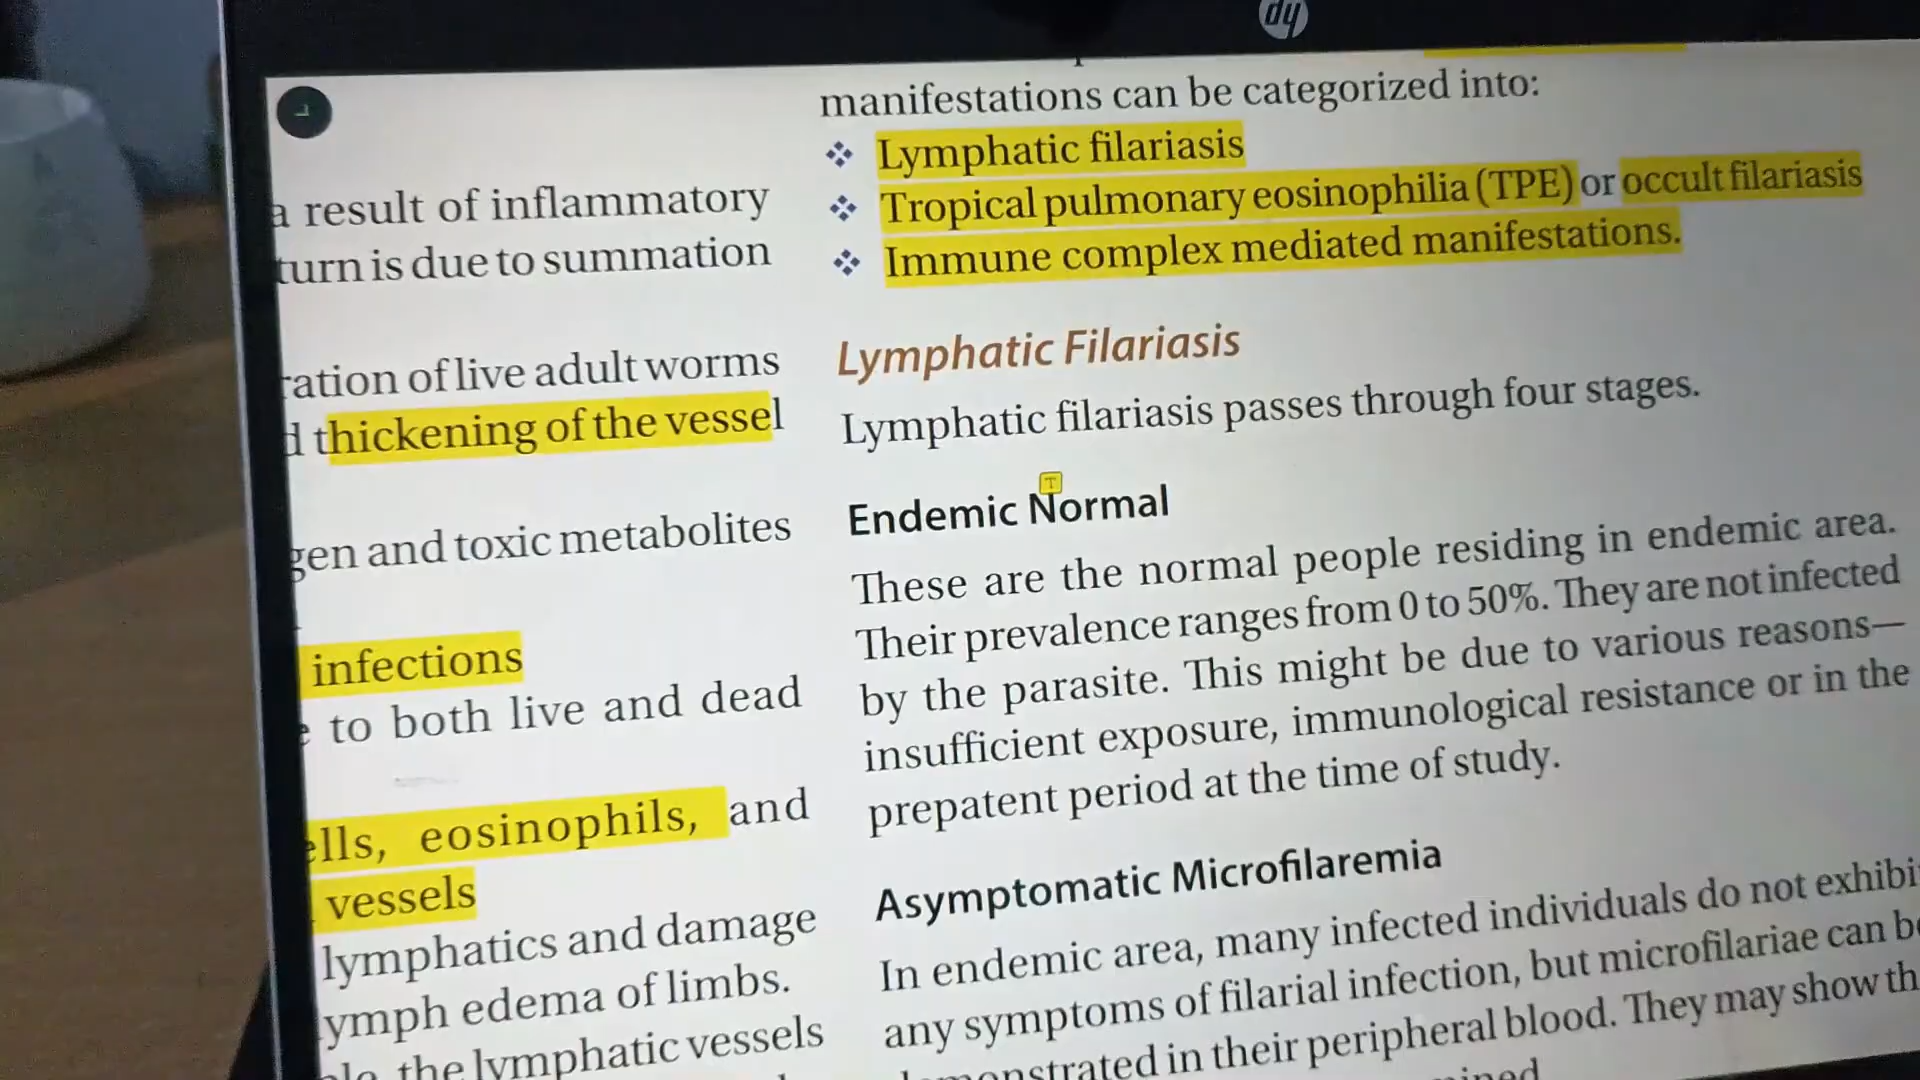 a result of inflammatory
turn is due to summation
ration of live adult worms
d thickening of the vessel
gen and toxic metabolites
infections
to both live and dead
ells, eosinophils, and
vessels
lymphatics and damage
ymph edema of limbs.
the lymphatic vessels
manifestations can be categorized into:
❖ Lymphatic filariasis
❖ Tropical pulmonary eosinophilia (TPE) or occult filariasis
❖ Immune complex mediated manifestations.
Lymphatic Filariasis
Lymphatic filariasis passes through four stages.
T
Endemic Normal
These are the normal people residing in endemic area.
Their prevalence ranges from 0 to 50%. They are not infected
by the parasite. This might be due to various reasons—
insufficient exposure, immunological resistance or in the
prepatent period at the time of study.
Asymptomatic Microfilaremia
In endemic area, many infected individuals do not exhibi
any symptoms of filarial infection, but microfilariae can b
monstrated in their peripheral blood. They may show th
hp